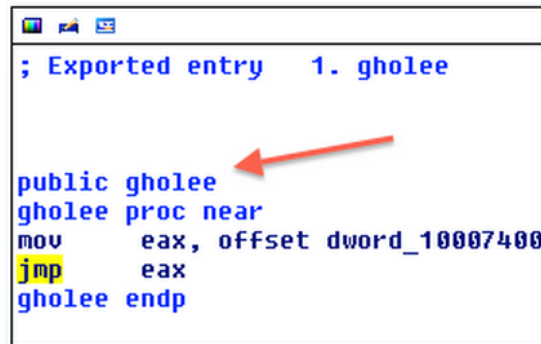 ; Exported entry   1. gholee
public gholee
gholee proc near
mov     eax, offset dword_10007400
jmp     eax
gholee endp